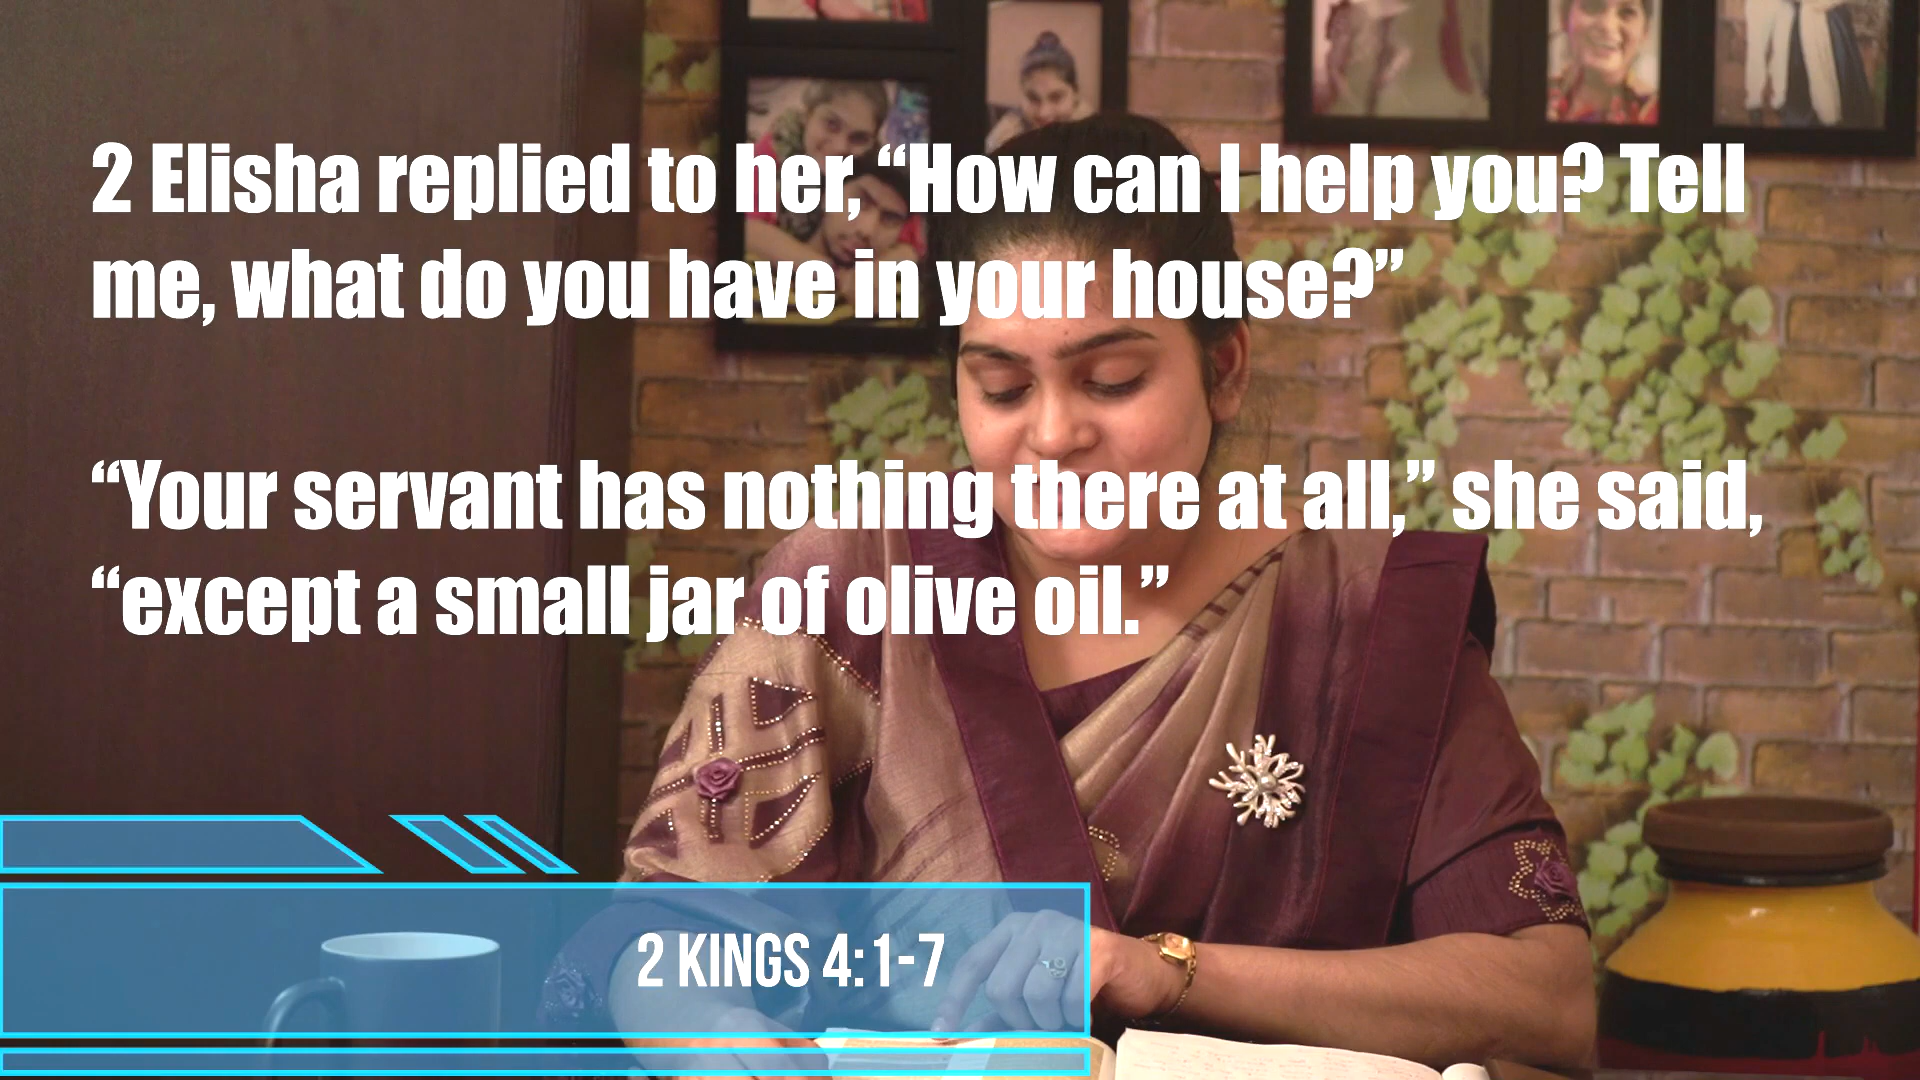 2 Elisha replied to her, “How can I help you? Tell
me, what do you have in your house?”
“Your servant has nothing there at all,” she said,
“except a small jar of olive oil.”
2 KINGS 4:1-7